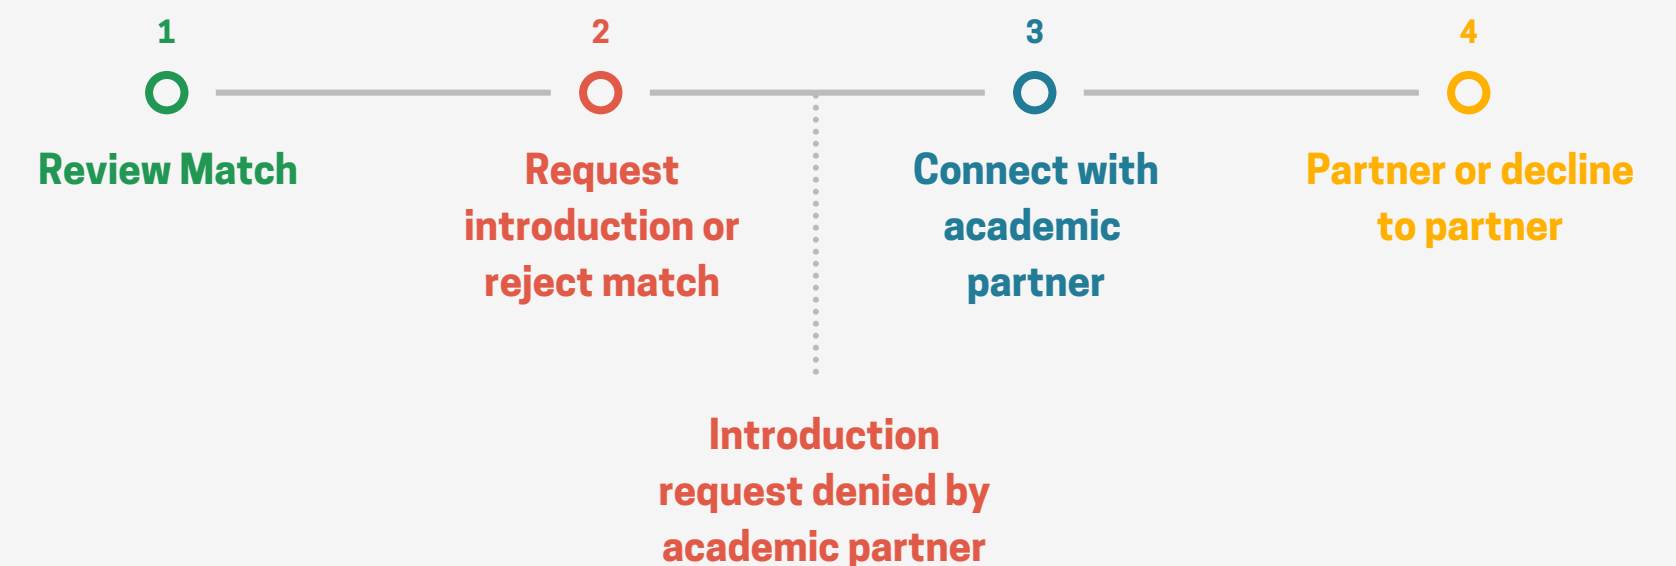 1
2
3
4
Review Match
Request
introduction or
reject match
Connect with
academic
partner
Partner or decline
to partner
Introduction
request denied by
academic partner